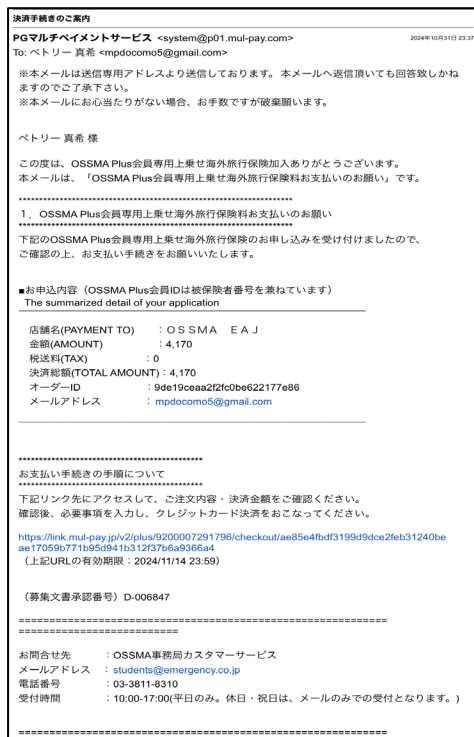 決済手続きのご案内
PGマルチペイメントサービス <system@p01.mul-pay.com>
2024年10月31日 23:37
To: ペトリー 真希 <mpdocomo5@gmail.com>
※本メールは送信専用アドレスより送信しております。 本メールへ返信頂いても回答致しかね
ますのでご了承下さい。
※本メールにお心当たりがない場合、お手数ですが破棄願います。
ペトリー 真希 様
この度は、OSSMA Plus会員専用上乗せ海外旅行保険加入ありがとうございます。
本メールは、「OSSMA Plus会員専用上乗せ海外旅行保険料お支払いのお願い」です。
****************************************************************
１．OSSMA Plus会員専用上乗せ海外旅行保険料お支払いのお願い
****************************************************************
下記のOSSMA Plus会員専用上乗せ海外旅行保険のお申し込みを受け付けましたので、
ご確認の上、お支払い手続きをお願いいたします。
■お申込内容（OSSMA Plus会員IDは被保険者番号を兼ねています）
The summarized detail of your application
店舗名(PAYMENT TO) ：ＯＳＳＭＡ　ＥＡＪ
金額(AMOUNT) ：4,170
税送料(TAX) ：0
決済総額(TOTAL AMOUNT)：4,170
オーダーID ：9de19ceaa2f2fc0be622177e86
メールアドレス ：mpdocomo5@gmail.com
*******************************************
お支払い手続きの手順について
*******************************************
下記リンク先にアクセスして、ご注文内容・決済金額をご確認ください。
確認後、必要事項を入力し、クレジットカード決済をおこなってください。
https://link.mul-pay.jp/v2/plus/9200007291796/checkout/ae85e4fbdf3199d9dce2feb31240be
ae17059b771b95d941b312f37b6a9366a4
（上記URLの有効期限：2024/11/14 23:59）
（募集文書承認番号）D-006847
============================================================
==========================
お問合せ先 ：OSSMA事務局カスタマーサービス
メールアドレス ：students@emergency.co.jp
電話番号 ：03-3811-8310
受付時間 ：10:00-17:00(平日のみ。休日・祝日は、メールのみでの受付となります。)
============================================================